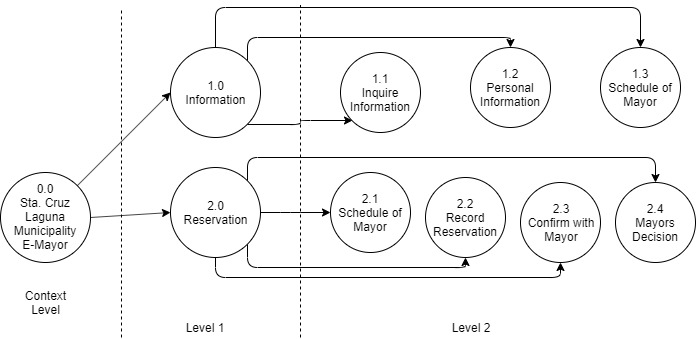 1.0
Information
1.1
Inquire
Information
1.2
Personal
Information
1.3
Schedule of
Mayor
0.0
Sta. Cruz
Laguna
Municipality
E-Mayor
2.0
Reservation
2.1
Schedule of
Mayor
2.2
Record
Reservation
2.3
Confirm with
Mayor
2.4
Mayors
Decision
Context
Level
Level 1
Level 2